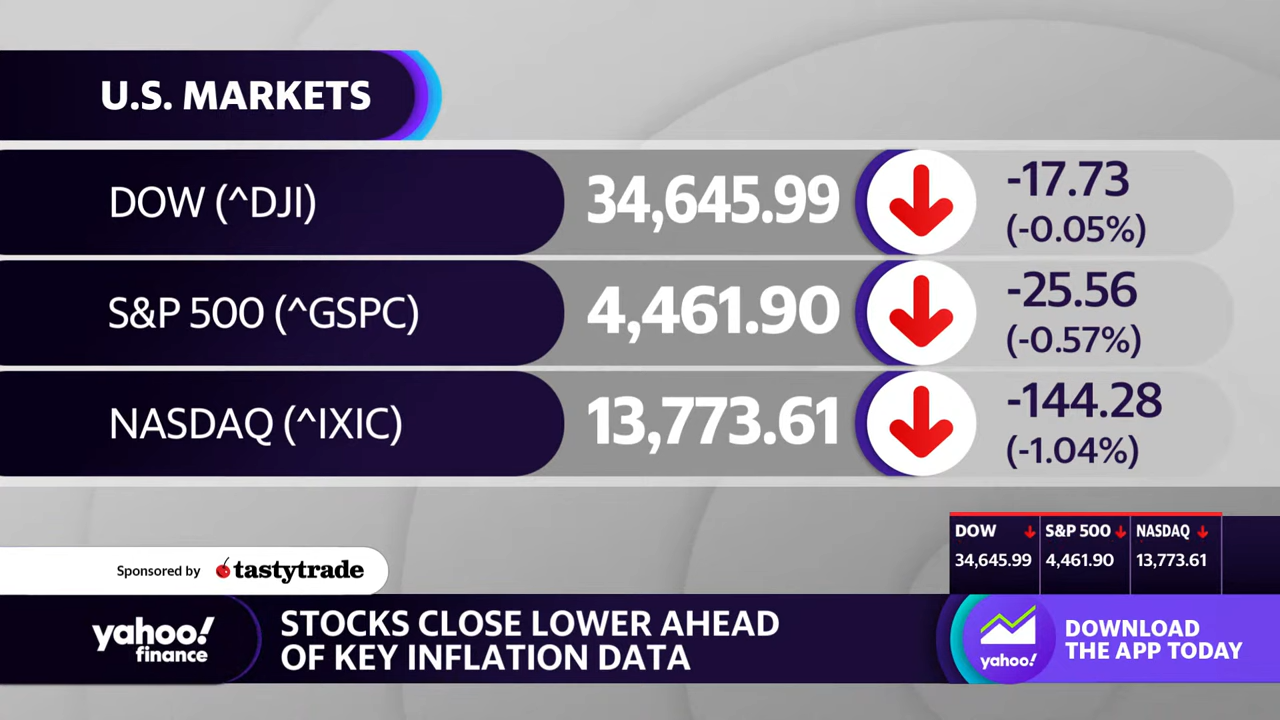 U.S. MARKETS
DOW (^DJI) 34,645.99 -17.73
(-0.05%)
S&P 500 (^GSPC) 4,461.90 -25.56
(-0.57%)
NASDAQ (^IXIC) 13,773.61 -144.28
(-1.04%)
DOW S&P 500 NASDAQ
34,645.99 4,461.90 13,773.61
Sponsored by tastytrade
yahoo!
finance
STOCKS CLOSE LOWER AHEAD
OF KEY INFLATION DATA
yahoo!
DOWNLOAD
THE APP TODAY